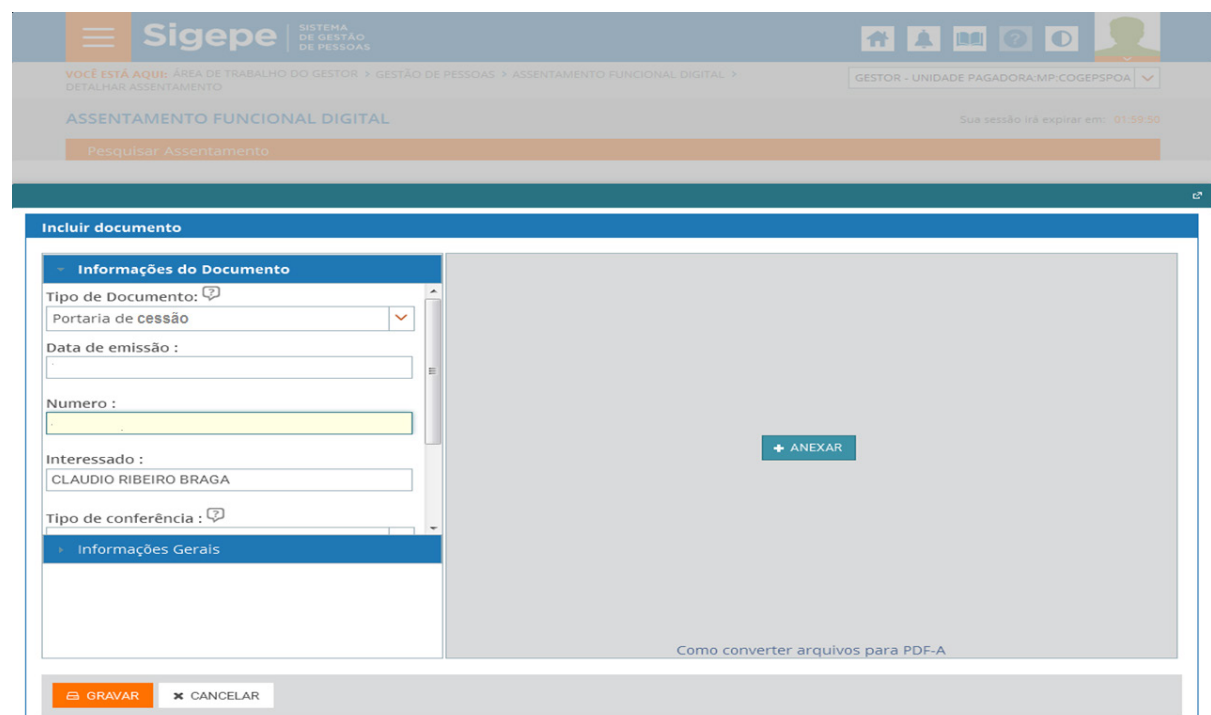 Sigepe
SISTEMA
DE GESTÃO
DE PESSOAS
VOCÊ ESTÁ AQUI: ÁREA DE TRABALHO DO GESTOR > GESTÃO DE PESSOAS > ASSENTAMENTO FUNCIONAL DIGITAL >
DETALHAR ASSENTAMENTO
GESTOR - UNIDADE PAGADORA:MP:COGEPSPOA
ASSENTAMENTO FUNCIONAL DIGITAL
Sua sessão irá expirar em: 01:59:50
Pesquisar Assentamento
Incluir documento
Informações do Documento
Tipo de Documento:
Portaria de cessão
Data de emissão :
Numero :
Interessado :
CLAUDIO RIBEIRO BRAGA
Tipo de conferência :
Informações Gerais
+ ANEXAR
Como converter arquivos para PDF-A
GRAVAR
CANCELAR